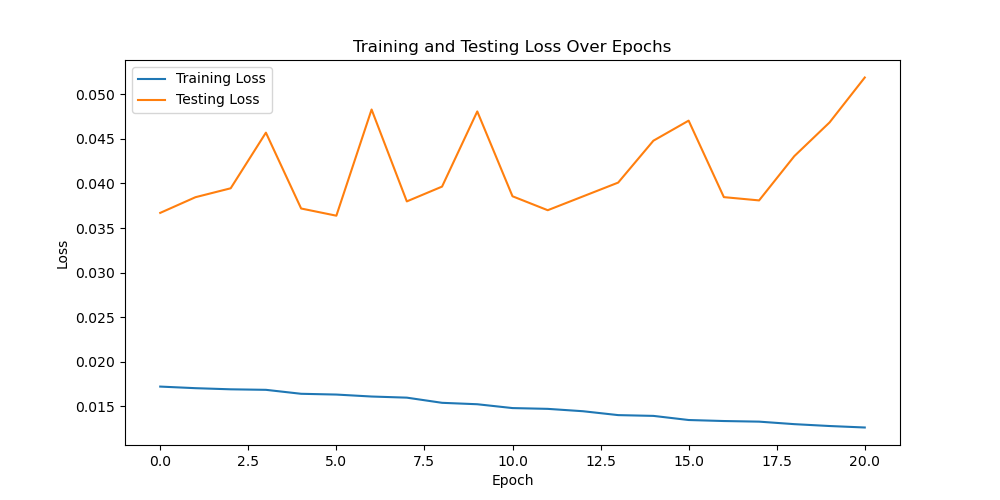 Training and Testing Loss Over Epochs
Training Loss
Testing Loss
0.050
0.045
0.040
0.035
0.030
0.025
0.020
0.015
Loss
0.0 2.5 5.0 7.5 10.0 12.5 15.0 17.5 20.0
Epoch